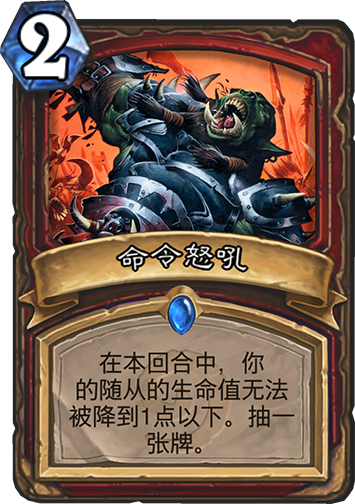 2
命令怒吼
在本回合中，你
的随从的生命值无法
被降到1点以下。抽一
张牌。